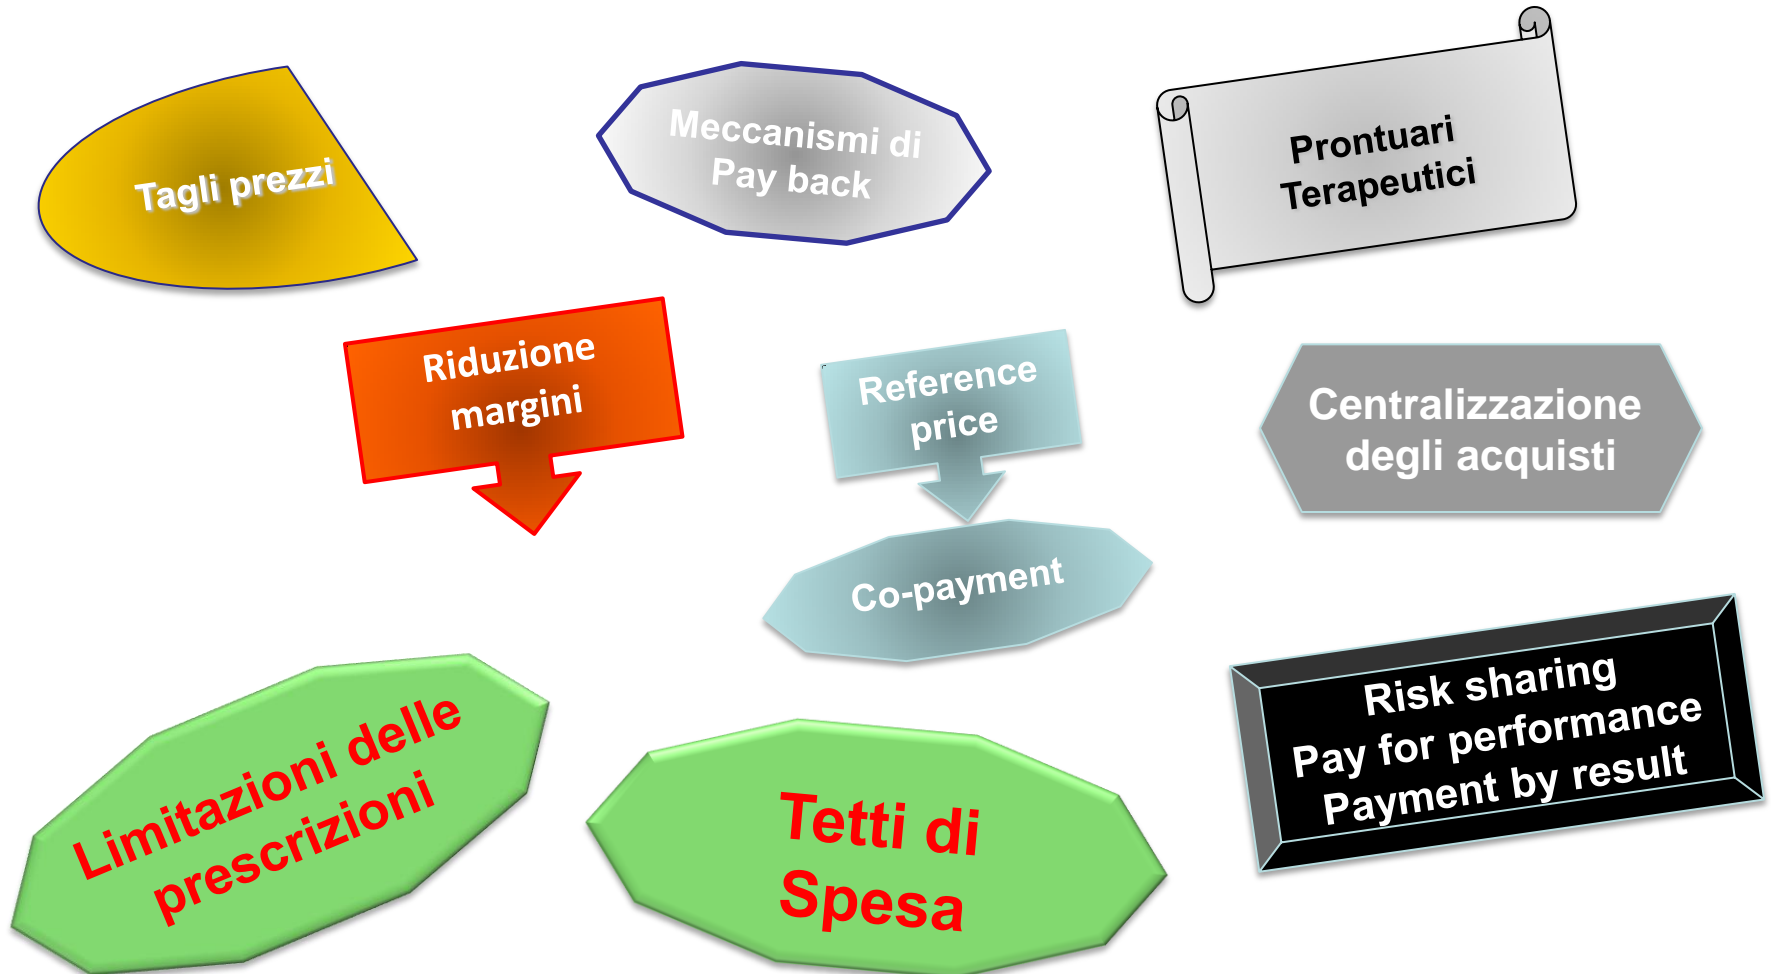 Tagli prezzi
Meccanismi di
Pay back
Prontuari
Terapeutici
Riduzione
margini
Reference
price
Centralizzazione
degli acquisti
Co-payment
Limitazioni delle
prescrizioni
Tetti di
Spesa
Risk sharing
Pay for performance
Payment by result